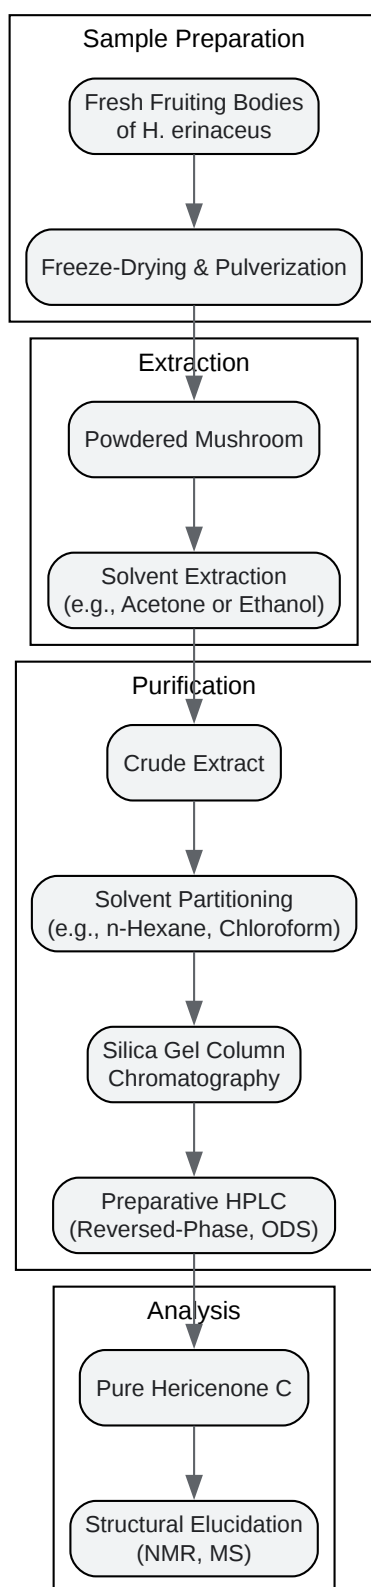 Sample Preparation
Fresh Fruiting Bodies
of H. erinaceus
Freeze-Drying & Pulverization
Extraction
Powdered Mushroom
Solvent Extraction
(e.g., Acetone or Ethanol)
Purification
Crude Extract
Solvent Partitioning
(e.g., n-Hexane, Chloroform)
Silica Gel Column
Chromatography
Preparative HPLC
(Reversed-Phase, ODS)
Analysis
Pure Hericenone C
Structural Elucidation
(NMR, MS)